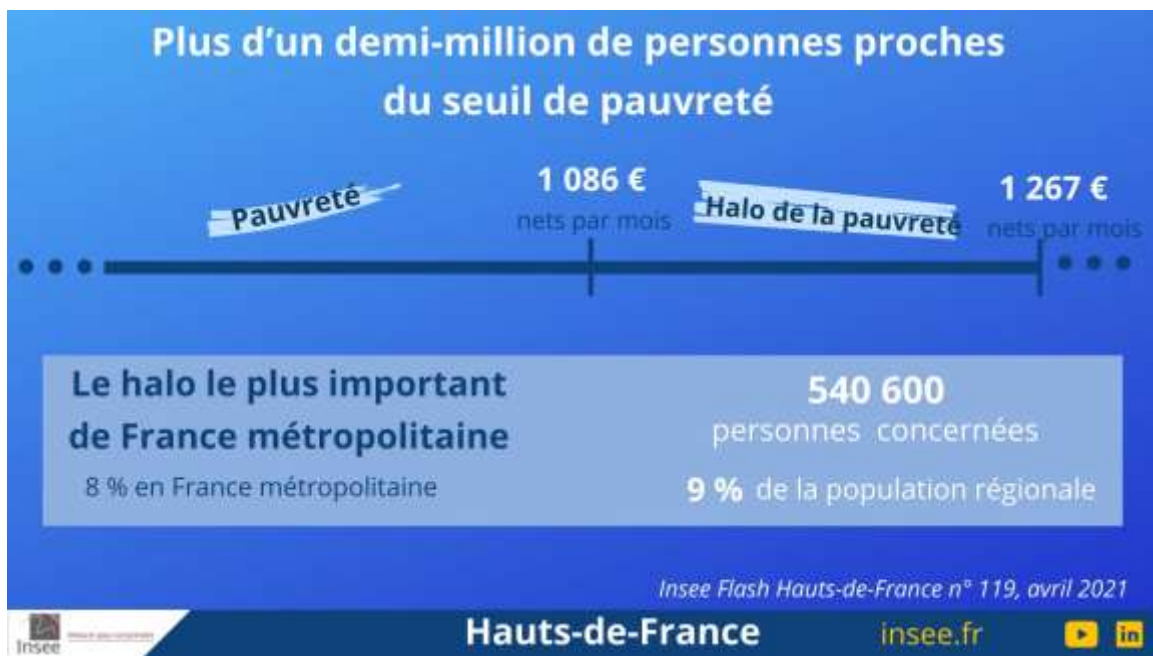 Plus d'un demi-million de personnes proches
du seuil de pauvreté
Pauvreté
1 086 €
nets par mois
Halo de la pauvreté
1 267 €
nets par mois
Le halo le plus important
de France métropolitaine
8 % en France métropolitaine
540 600
personnes concernées
9 % de la population régionale
Insee Flash Hauts-de-France n° 119, avril 2021
Insee
Hauts-de-France
insee.fr
in